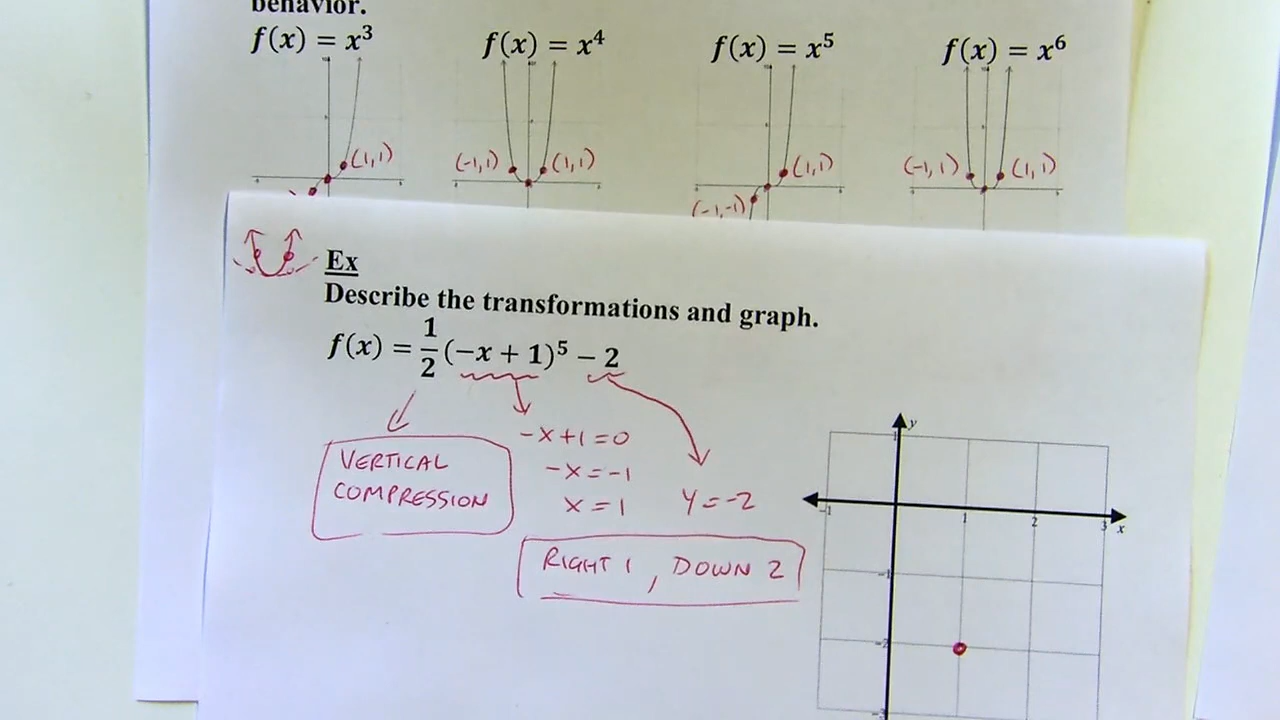 behavior.
f(x) = x³ f(x) = x⁴ f(x) = x⁵ f(x) = x⁶
(1,1) (-1,1) (1,1) (1,1) (-1,1) (1,1)
(-1,-1)
Ex
Describe the transformations and graph.
f(x) = 1/2 (−x + 1)⁵ − 2
VERTICAL
COMPRESSION
-X+1=0
-X=-1
X=1 Y=-2
RIGHT 1, DOWN 2
y
1
-1 1 2 3 x
-1
-2
-3